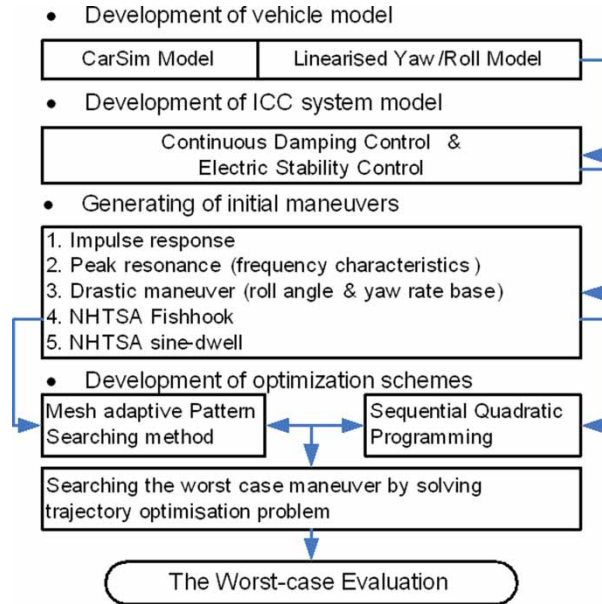 • Development of vehicle model
CarSim Model
Linearised Yaw/Roll Model
• Development of ICC system model
Continuous Damping Control &
Electric Stability Control
• Generating of initial maneuvers
1. Impulse response
2. Peak resonance (frequency characteristics)
3. Drastic maneuver (roll angle & yaw rate base)
4. NHTSA Fishhook
5. NHTSA sine-dwell
• Development of optimization schemes
Mesh adaptive Pattern
Searching method
Sequential Quadratic
Programming
Searching the worst case maneuver by solving
trajectory optimisation problem
The Worst-case Evaluation